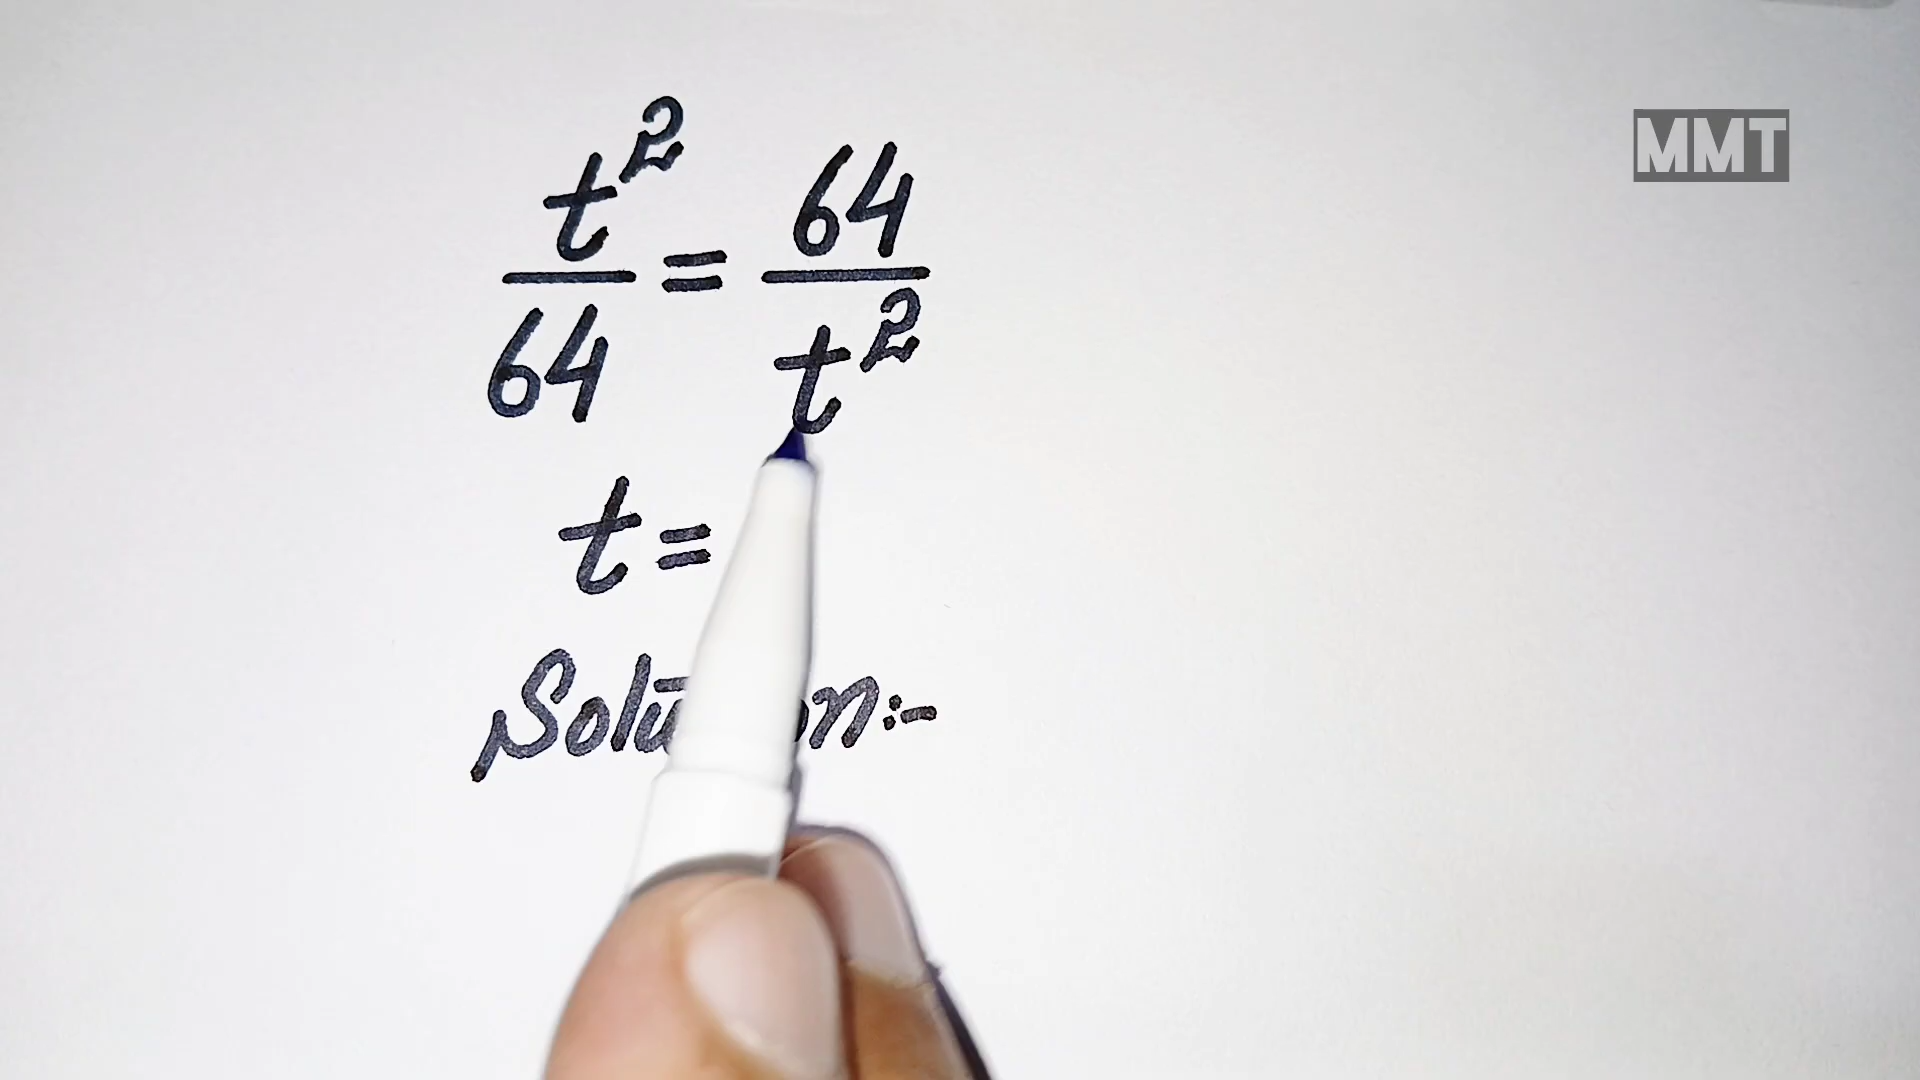 t²/64 = 64/t²
t=
MMT